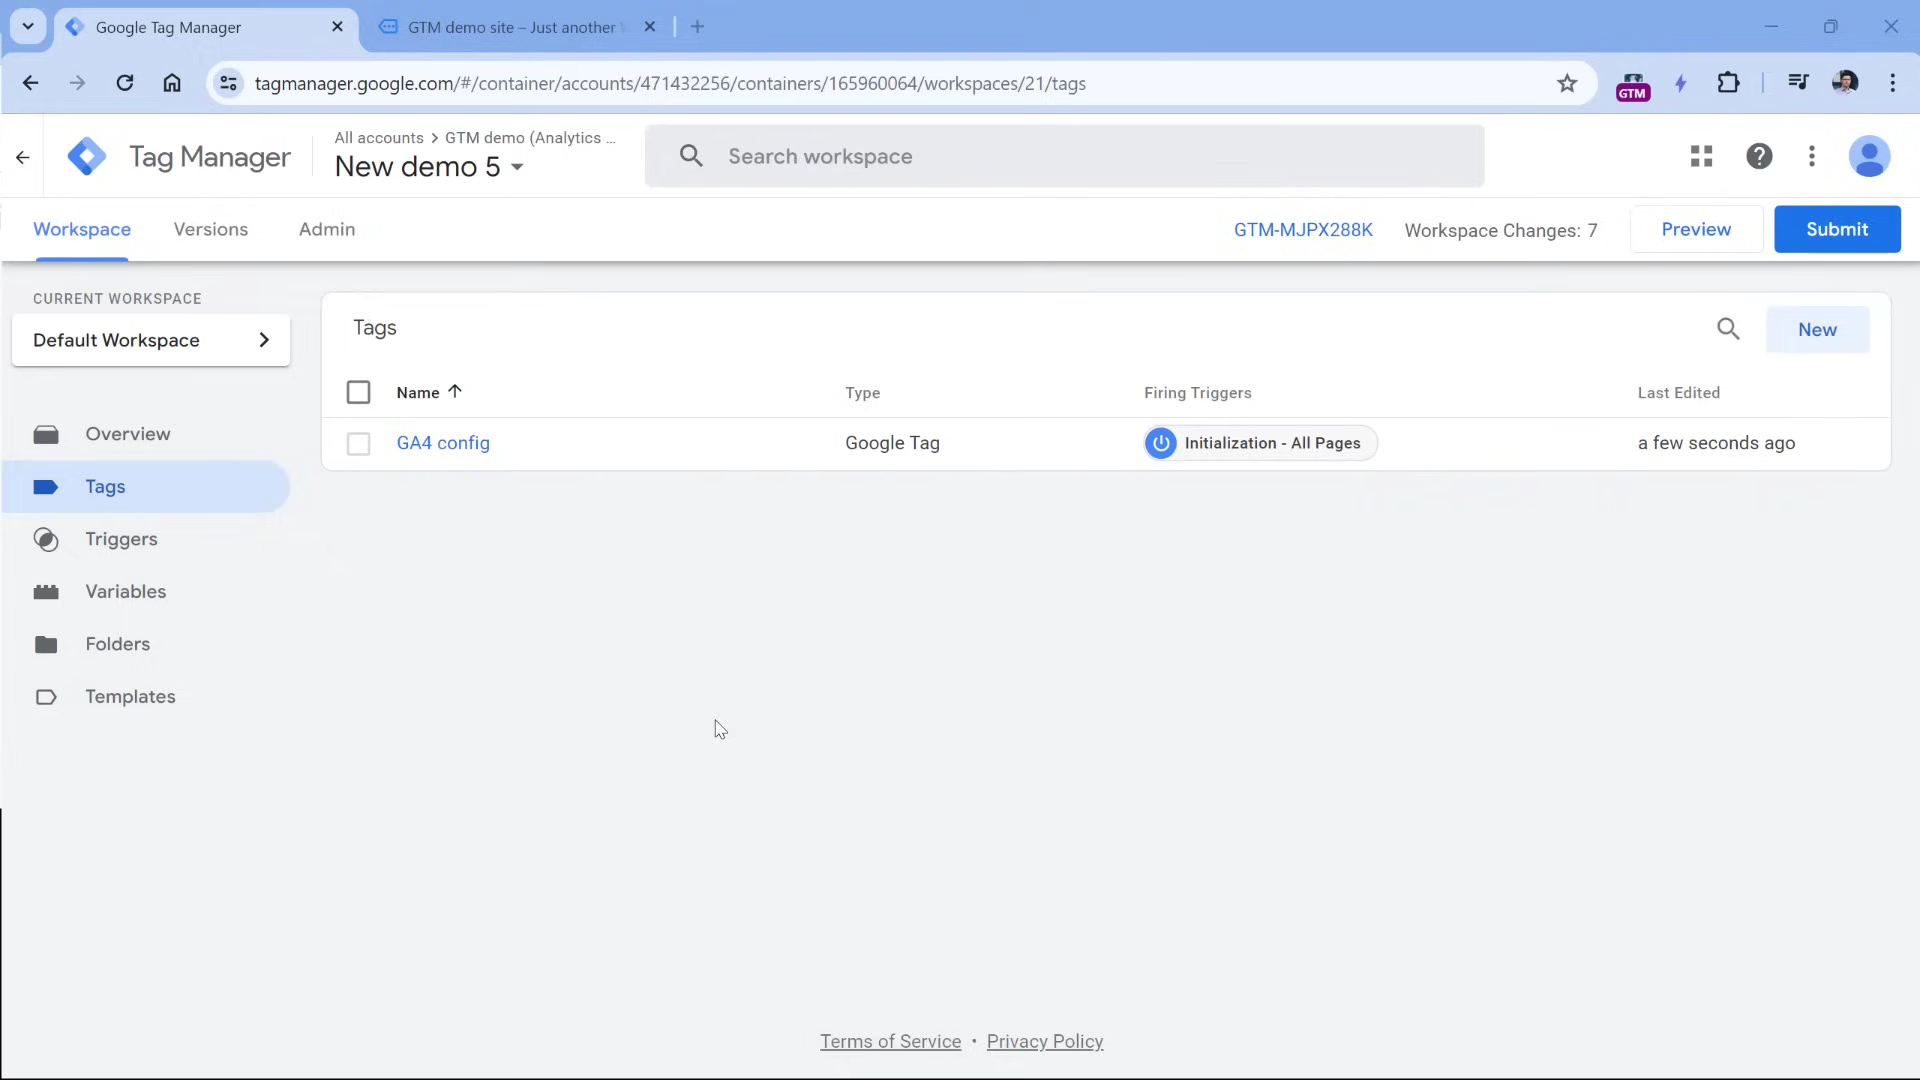 Google Tag Manager
GTM demo site – Just another
tagmanager.google.com/#/container/accounts/471432256/containers/165960064/workspaces/21/tags
GTM
Tag Manager
All accounts > GTM demo (Analytics ...
New demo 5
Search workspace
Workspace
Versions
Admin
GTM-MJPX288K
Workspace Changes: 7
Preview
Submit
CURRENT WORKSPACE
Default Workspace
Overview
Tags
Triggers
Variables
Folders
Templates
Tags
New
Name
Type
Firing Triggers
Last Edited
GA4 config
Google Tag
Initialization - All Pages
a few seconds ago
Terms of Service • Privacy Policy